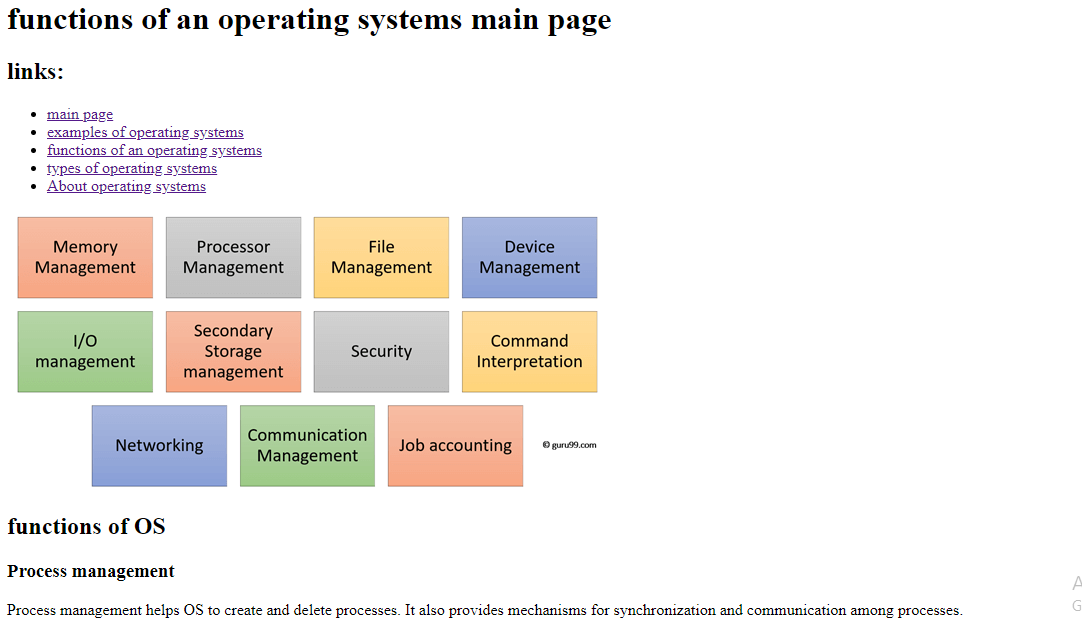 functions of an operating systems main page
links:
main page
examples of operating systems
functions of an operating systems
types of operating systems
About operating systems
Memory
Management
Processor
Management
File
Management
Device
Management
I/O
management
Secondary
Storage
management
Security
Command
Interpretation
Networking
Communication
Management
Job accounting
© guru99.com
functions of OS
Process management
Process management helps OS to create and delete processes. It also provides mechanisms for synchronization and communication among processes.
A
G